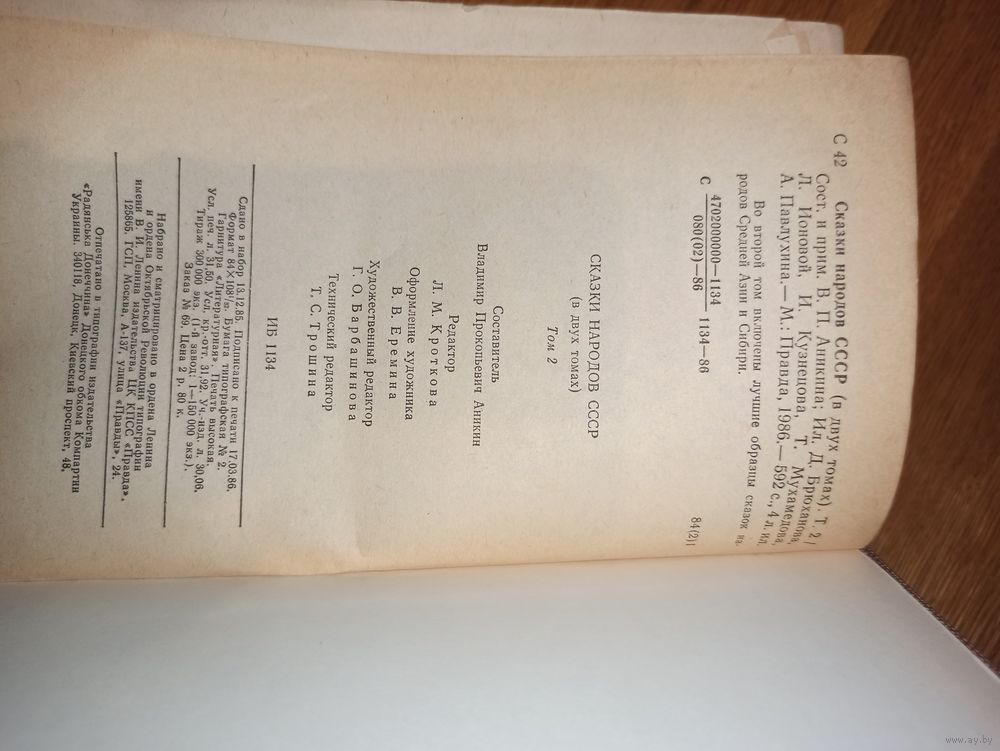 Сказки народов СССР (в двух томах). Т. 2/
С 42 Сост. и прим. В. П. Аникина; Ил. Д. Брюханова,
Л. Ионовой, И. Кузнецова, Т. Мухамедова,
А. Павлухина.— М.: Правда, 1986.— 592 с., 4 л. ил.
Во втором том включены лучшие образцы сказок на
родов Средней Азии и Сибири.
С 4702000000—1134
080(02)—86 1134—86
84(2)
СКАЗКИ НАРОДОВ СССР
(в двух томах)
Том 2
Составитель
Владимир Прокопьевич Аникин
Редактор
Л. М. Кроткова
Оформление художника
В. В. Еремина
Художественный редактор
Г. О. Барбашинова
Технический редактор
Т. С. Трошина
ИБ 1134
Сдано в набор 13.12.85. Подписано к печати 17.03.86.
Формат 84×108¹/₃₂. Бумага типографская № 2.
Гарнитура «Литературная». Печать высокая.
Усл. печ. л. 31,50. Усл. кр.-отт. 31,92. Уч.-изд. л. 30,06.
Тираж 300 000 экз. (1-й завод: 1—150 000 экз.).
Заказ № 69. Цена 2 р. 80 к.
Набрано и сматрицировано в ордена Ленина
и ордена Октябрьской Революции типографии
имени В. И. Ленина издательства ЦК КПСС «Правда»,
125865, ГСП, Москва, А-137, улица «Правды», 24.
Отпечатано в типографии издательства
«Радянська Донеччина» Донецкого обкома Компартии
Украины. 340118, Донецк, Киевский проспект, 48.
www.ay.by